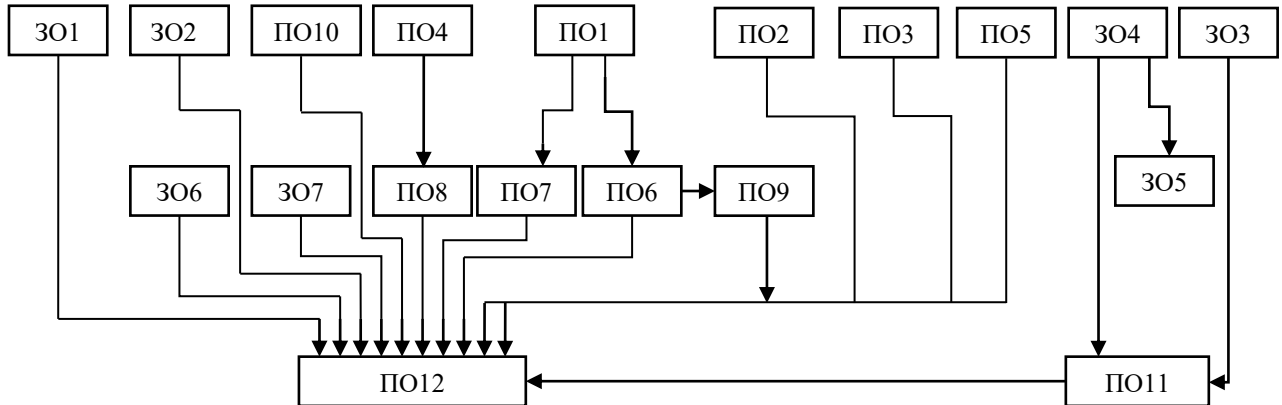 ЗО1
ЗО2
ПО10
ПО4
ПО1
ПО2
ПО3
ПО5
ЗО4
ЗО3
ЗО6
ЗО7
ПО8
ПО7
ПО6
ПО9
ЗО5
ПО12
ПО11